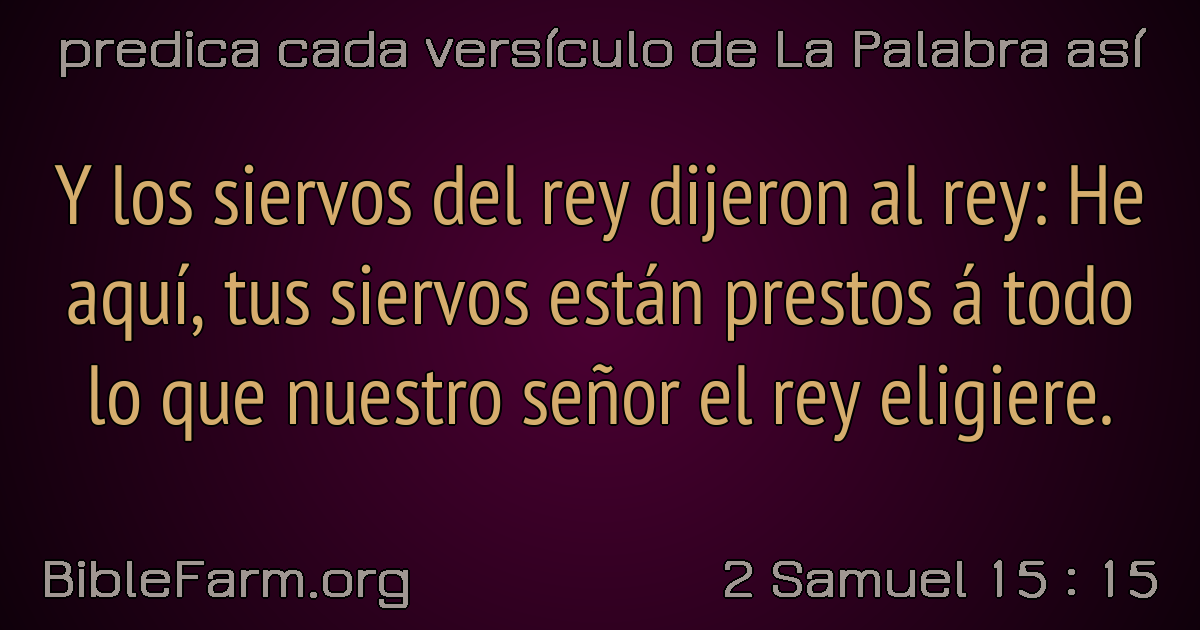 predica cada versículo de La Palabra así
Y los siervos del rey dijeron al rey: He
aquí, tus siervos están prestos á todo
lo que nuestro señor el rey eligiere.
BibleFarm.org
2 Samuel 15 : 15